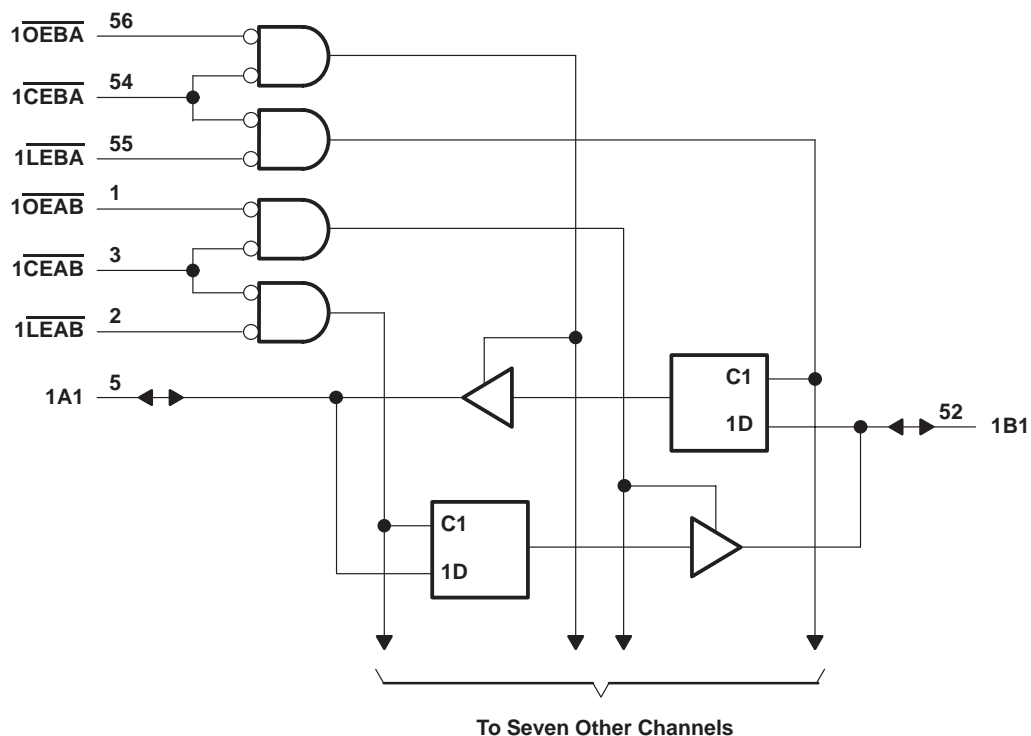 56
1OEBA
54
1CEBA
55
1LEBA
1
1OEAB
3
1CEAB
2
1LEAB
5
1A1
C1
1D
52
1B1
C1
1D
To Seven Other Channels